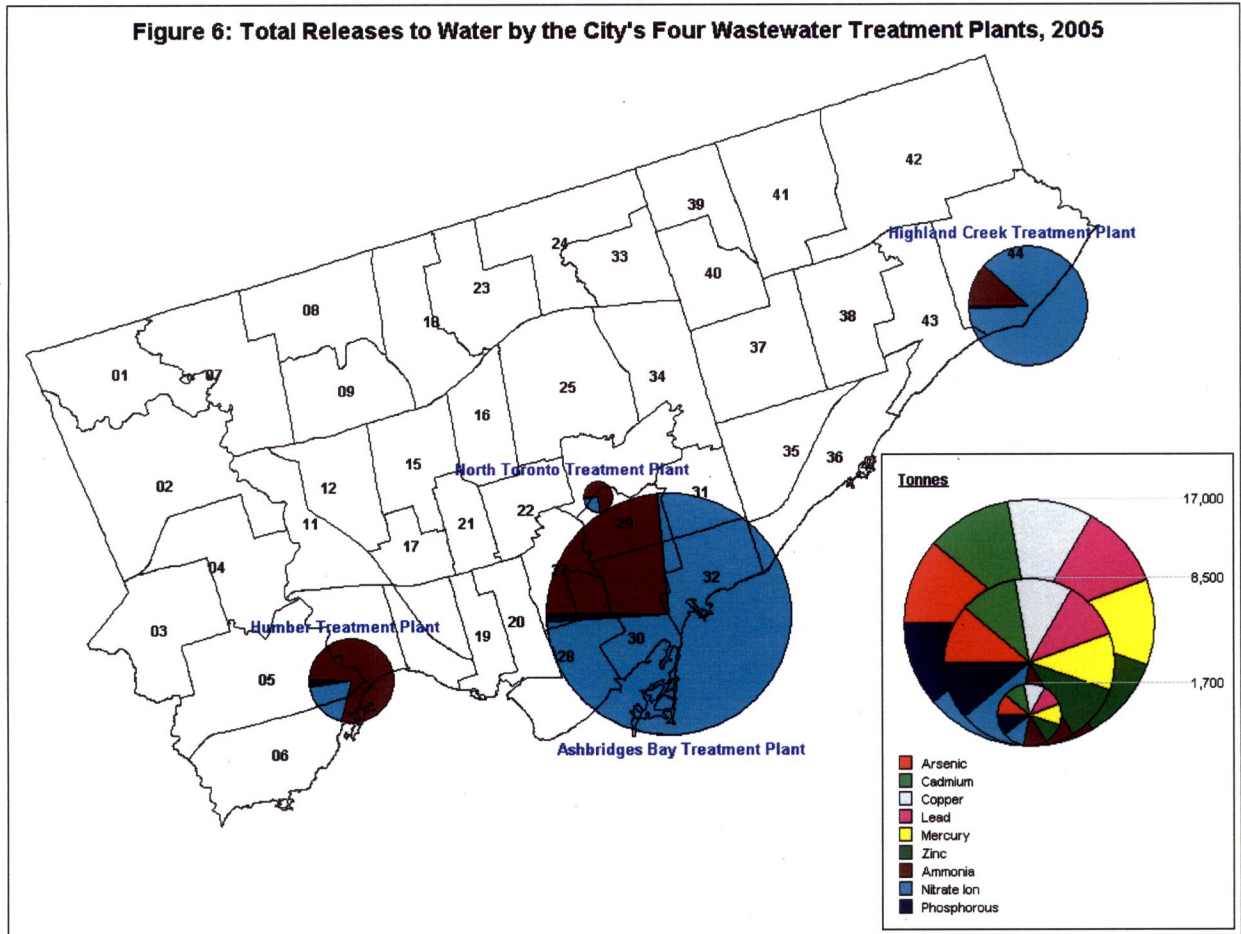 Figure 6: Total Releases to Water by the City's Four Wastewater Treatment Plants, 2005
42
41
39
Highland Creek Treatment Plant
24
33
44
40
23
08
18
38
43
37
01
07
09
25
34
16
35
36
15
North Toronto Treatment Plant
02
12
31
11
21
22
29
17
04
27
32
03
Humber Treatment Plant
19
20
30
28
05
06
Ashbridges Bay Treatment Plant
Tonnes
17,000
8,500
1,700
Arsenic
Cadmium
Copper
Lead
Mercury
Zinc
Ammonia
Nitrate Ion
Phosphorous